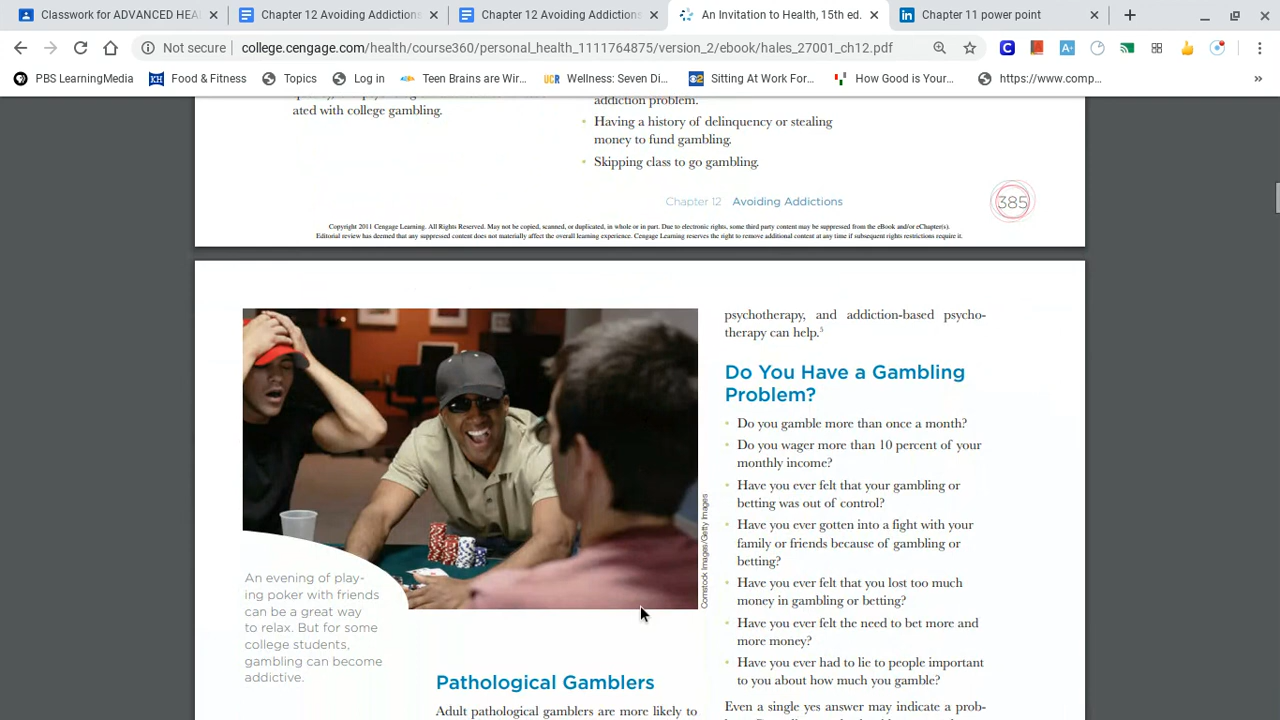 Classwork for ADVANCED HEA
Chapter 12 Avoiding Addictions
Chapter 12 Avoiding Addictions
An Invitation to Health, 15th ed.
Chapter 11 power point
Not secure
college.cengage.com/health/course360/personal_health_1111764875/version_2/ebook/hales_27001_ch12.pdf
PBS LearningMedia
Food & Fitness
Topics
Log in
Teen Brains are Wir...
Wellness: Seven Di...
Sitting At Work For...
How Good is Your...
https://www.comp...
»
ated with college gambling.
addiction problem.
• Having a history of delinquency or stealing
money to fund gambling.
• Skipping class to go gambling.
Chapter 12 Avoiding Addictions
385
Copyright 2011 Cengage Learning. All Rights Reserved. May not be copied, scanned, or duplicated, in whole or in part. Due to electronic rights, some third party content may be suppressed from the eBook and/or eChapter(s).
Editorial review has deemed that any suppressed content does not materially affect the overall learning experience. Cengage Learning reserves the right to remove additional content at any time if subsequent rights restrictions require it.
Comstock Images/Getty Images
An evening of play-
ing poker with friends
can be a great way
to relax. But for some
college students,
gambling can become
addictive.
Pathological Gamblers
Adult pathological gamblers are more likely to
psychotherapy, and addiction-based psycho-
therapy can help.5
Do You Have a Gambling
Problem?
• Do you gamble more than once a month?
• Do you wager more than 10 percent of your
monthly income?
• Have you ever felt that your gambling or
betting was out of control?
• Have you ever gotten into a fight with your
family or friends because of gambling or
betting?
• Have you ever felt that you lost too much
money in gambling or betting?
• Have you ever felt the need to bet more and
more money?
• Have you ever had to lie to people important
to you about how much you gamble?
Even a single yes answer may indicate a prob-